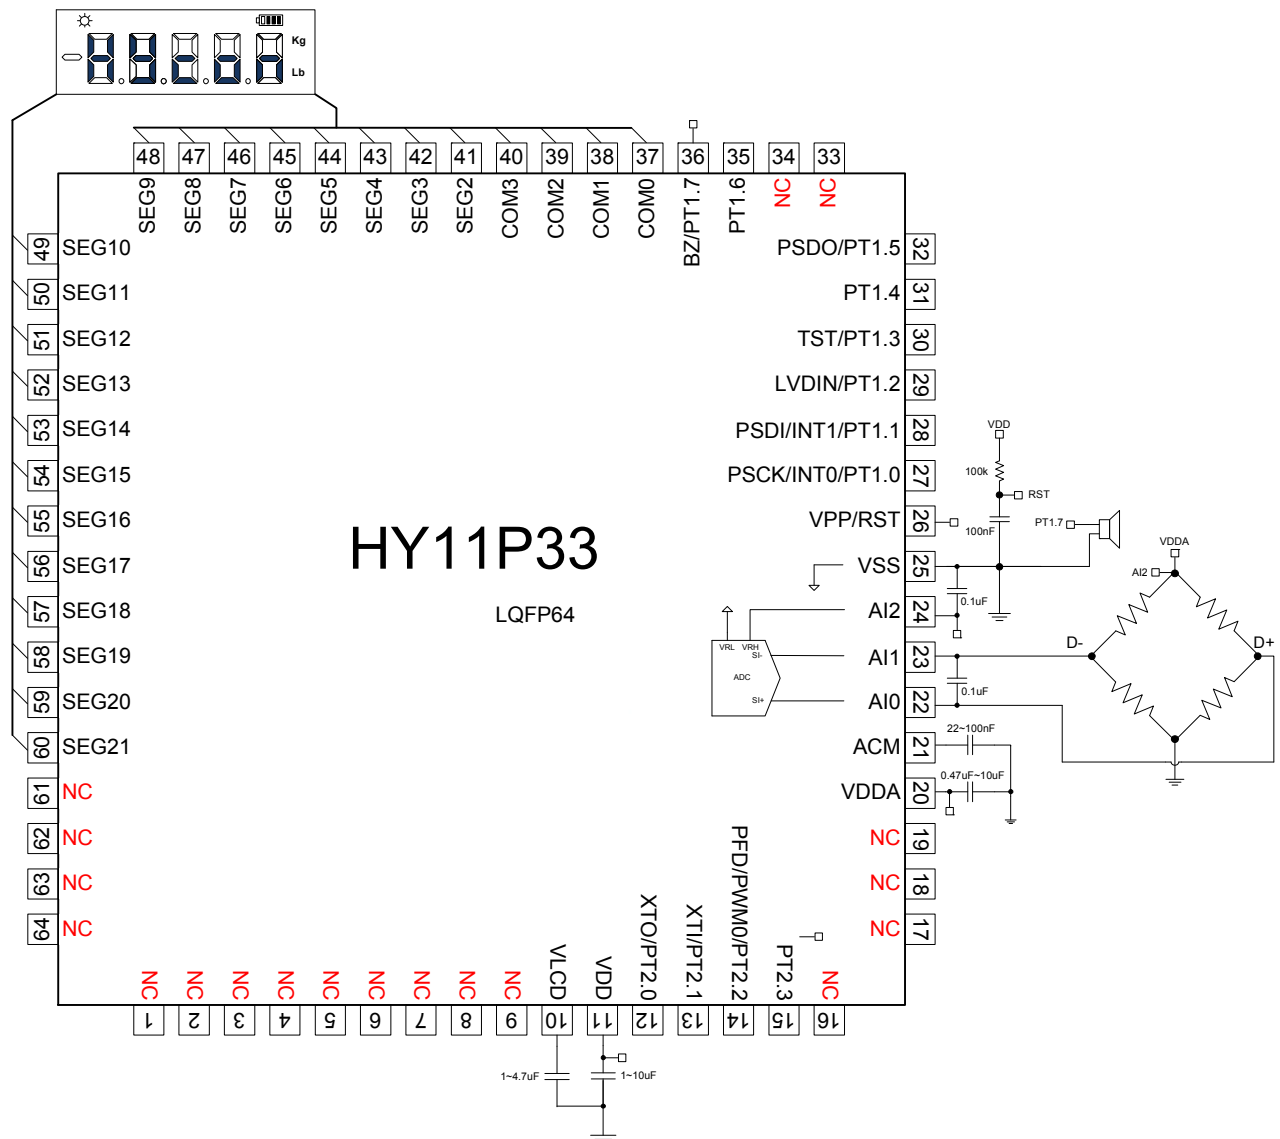 Kg
Lb
48 47 46 45 44 43 42 41 40 39 38 37 36 35 34 33
SEG9 SEG8 SEG7 SEG6 SEG5 SEG4 SEG3 SEG2 COM3 COM2 COM1 COM0 BZ/PT1.7 PT1.6 NC NC
49 SEG10
50 SEG11
51 SEG12
52 SEG13
53 SEG14
54 SEG15
55 SEG16
56 SEG17
57 SEG18
58 SEG19
59 SEG20
60 SEG21
61 NC
62 NC
63 NC
64 NC
HY11P33
LQFP64
PSDO/PT1.5 32
PT1.4 31
TST/PT1.3 30
LVDIN/PT1.2 29
PSDI/INT1/PT1.1 28
PSCK/INT0/PT1.0 27
VPP/RST 26
VSS 25
AI2 24
AI1 23
AI0 22
ACM 21
VDDA 20
NC 19
NC 18
NC 17
VRL VRH
SI-
ADC
SI+
VDD
100k
RST
100nF
PT1.7
0.1uF
VDDA
AI2
D- D+
0.1uF
22~100nF
0.47uF~10uF
NC NC NC NC NC NC NC NC NC VLCD VDD XTO/PT2.0 XTI/PT2.1 PFD/PWM0/PT2.2 PT2.3 NC
1 2 3 4 5 6 7 8 9 10 11 12 13 14 15 16
1~4.7uF 1~10uF